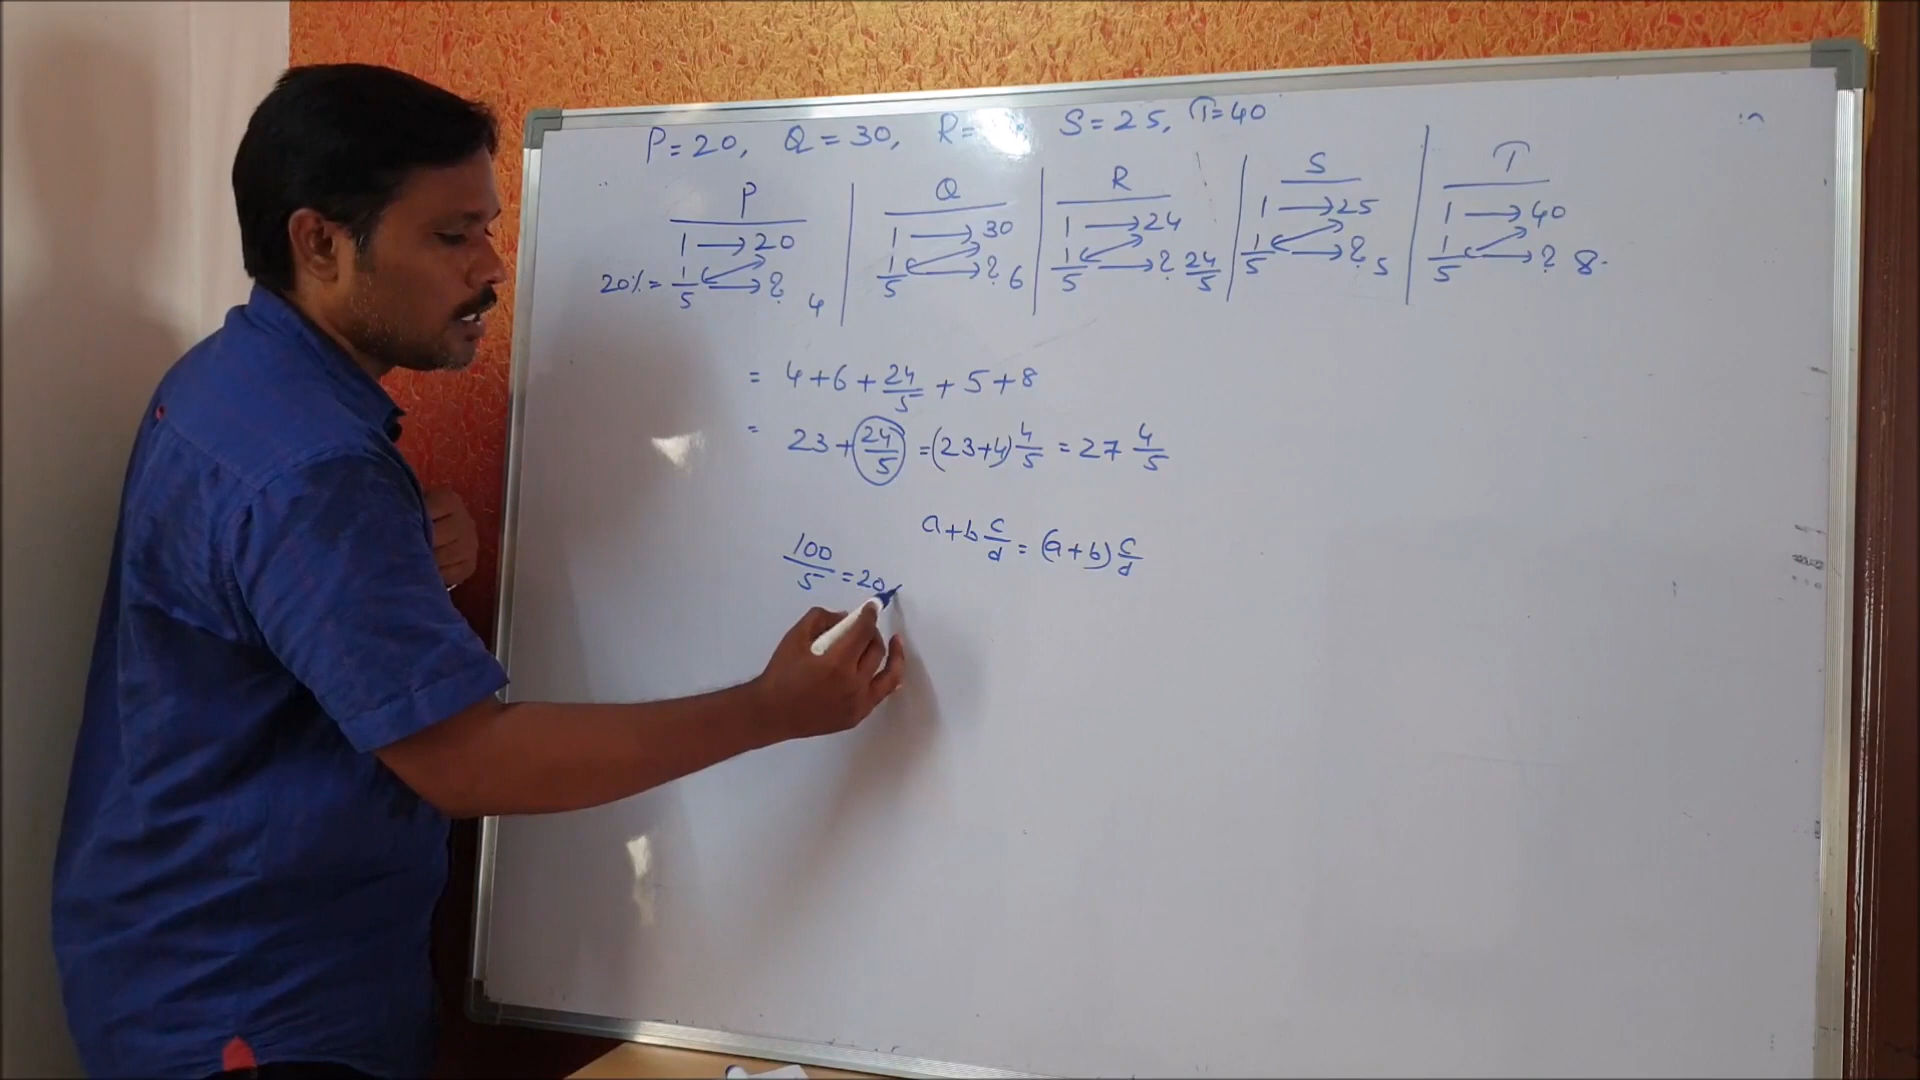 P=20, Q=30, R= S=25, T=40
P Q R S T
1→20 1→30 1→24 1→25 1→40
20%=1/5→? 4 1/5→? 6 1/5→? 24/5 1/5→? 5 1/5→? 8.
= 4+6+24/5+5+8
= 23+24/5=(23+4)4/5=27 4/5
a+b c/d=(a+b)c/d
100/5=20